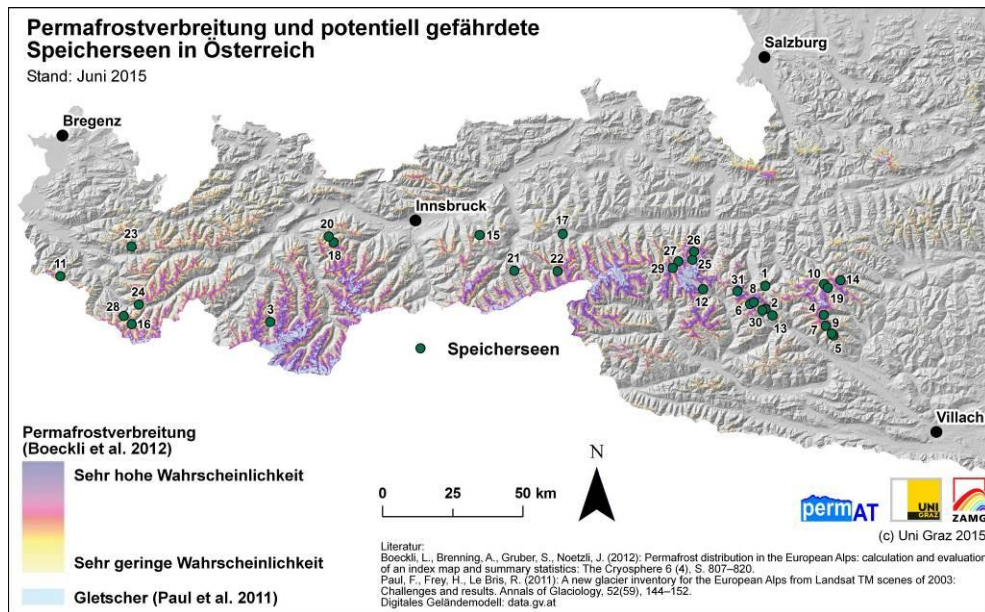 Permafrostverbreitung und potentiell gefährdete
Speicherseen in Österreich
Stand: Juni 2015
Salzburg
Bregenz
Innsbruck
23
20
18
15
17
26
27
25
29
11
21
22
24
28
16
3
12
31
8
1
6
2
30
13
10
14
19
4
7
9
5
Speicherseen
Villach
Permafrostverbreitung
(Boeckli et al. 2012)
Sehr hohe Wahrscheinlichkeit
Sehr geringe Wahrscheinlichkeit
Gletscher (Paul et al. 2011)
0 25 50 km
N
permAT
UNI
GRAZ
ZAMG
(c) Uni Graz 2015
Literatur:
Boeckli, L., Brenning, A., Gruber, S., Noetzli, J. (2012): Permafrost distribution in the European Alps: calculation and evaluation
of an index map and summary statistics: The Cryosphere 6 (4), S. 807–820.
Paul, F., Frey, H., Le Bris, R. (2011): A new glacier inventory for the European Alps from Landsat TM scenes of 2003:
Challenges and results. Annals of Glaciology, 52(59), 144–152.
Digitales Geländemodell: data.gv.at